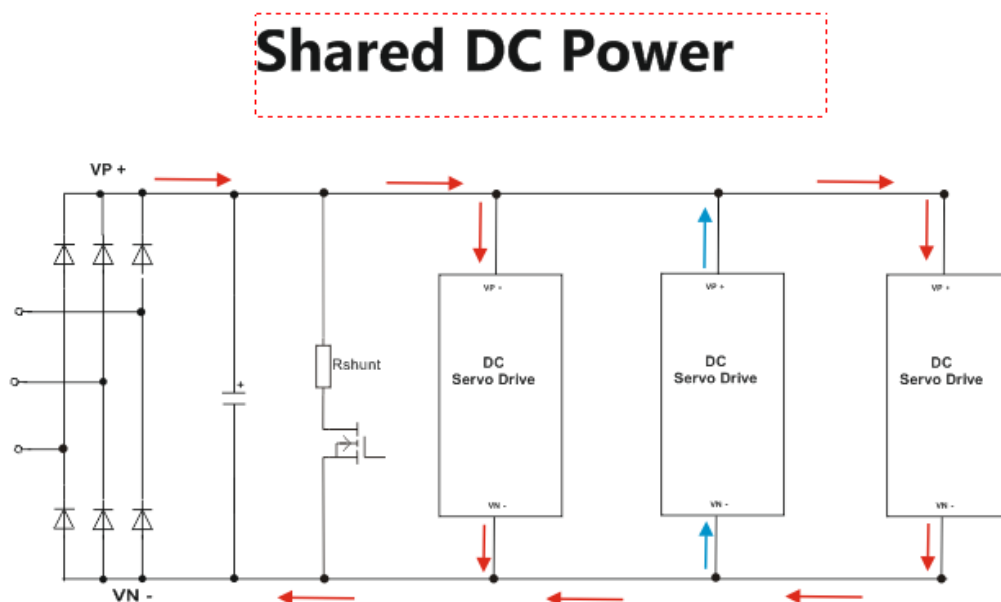 Shared DC Power
VP +
VP +
VP +
VP +
Rshunt
DC
Servo Drive
DC
Servo Drive
DC
Servo Drive
+
VN -
VN -
VN -
VN -